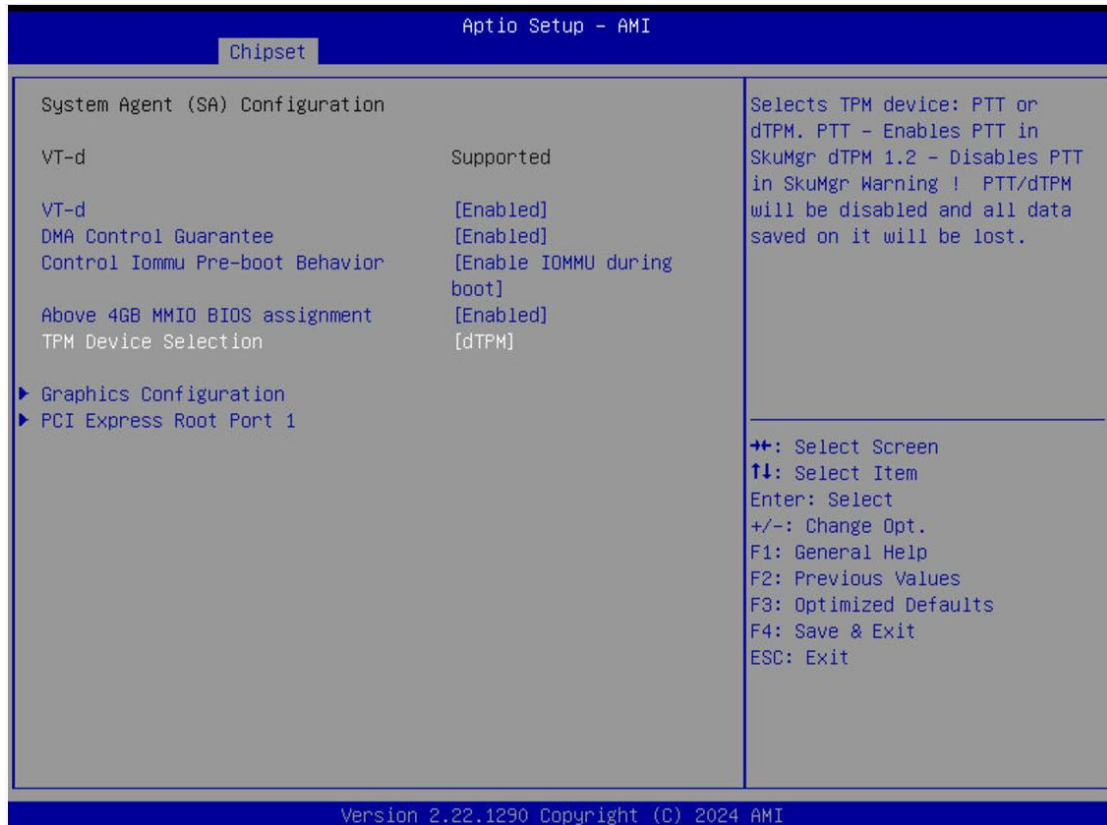 Aptio Setup - AMI
Chipset
System Agent (SA) Configuration
VT-d Supported
VT-d [Enabled]
DMA Control Guarantee [Enabled]
Control Iommu Pre-boot Behavior [Enable IOMMU during
boot]
Above 4GB MMIO BIOS assignment [Enabled]
TPM Device Selection [dTPM]
▶ Graphics Configuration
▶ PCI Express Root Port 1
Selects TPM device: PTT or
dTPM. PTT - Enables PTT in
SkuMgr dTPM 1.2 - Disables PTT
in SkuMgr Warning ! PTT/dTPM
will be disabled and all data
saved on it will be lost.
→←: Select Screen
↑↓: Select Item
Enter: Select
+/-: Change Opt.
F1: General Help
F2: Previous Values
F3: Optimized Defaults
F4: Save & Exit
ESC: Exit
Version 2.22.1290 Copyright (C) 2024 AMI